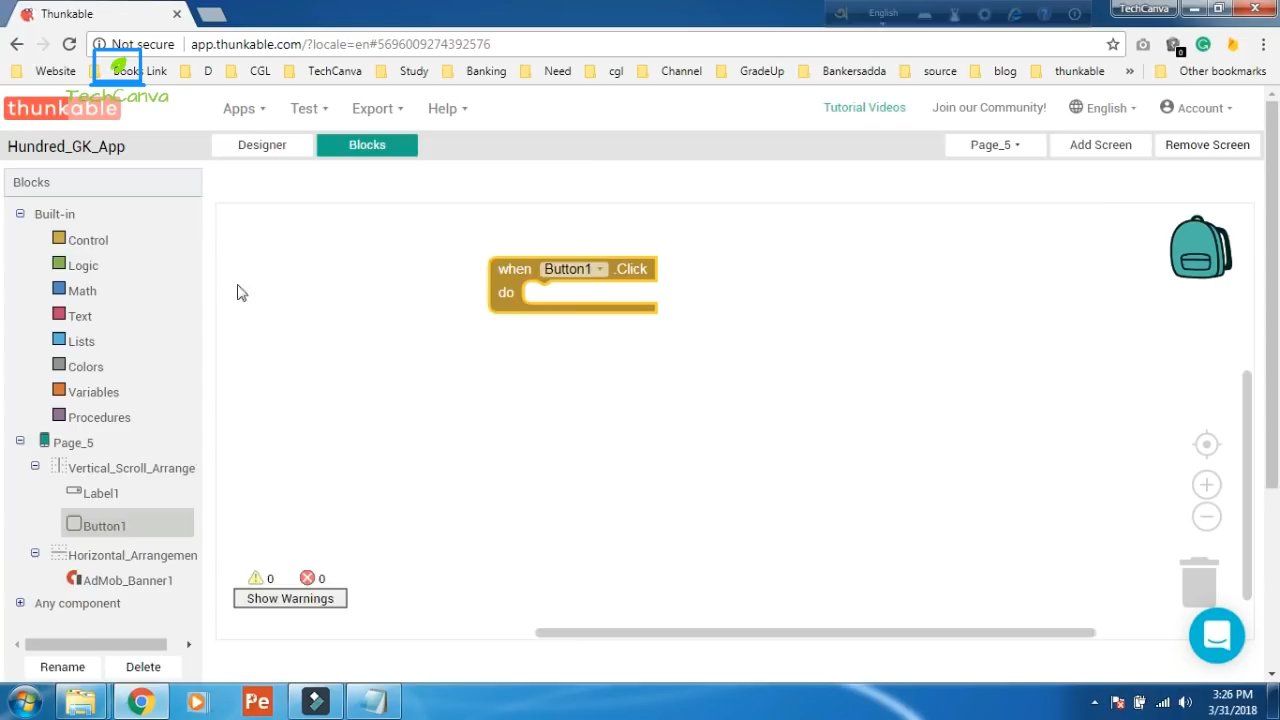 Thunkable
English
TechCanva
Not secure
app.thunkable.com/?locale=en#5696009274392576
0
Website
Books Link
D
CGL
TechCanva
Study
Banking
Need
cgl
Channel
GradeUp
Bankersadda
source
blog
thunkable
»
Other bookmarks
TechCanva
thunkable
Apps
Test
Export
Help
Tutorial Videos
Join our Community!
English
Account
Hundred_GK_App
Designer
Blocks
Page_5
Add Screen
Remove Screen
Blocks
Built-in
Control
Logic
Math
Text
Lists
Colors
Variables
Procedures
Page_5
Vertical_Scroll_Arrange
Label1
Button1
Horizontal_Arrangemen
AdMob_Banner1
Any component
Rename
Delete
when Button1 .Click
do
0 0
Show Warnings
Pe
3:26 PM
3/31/2018